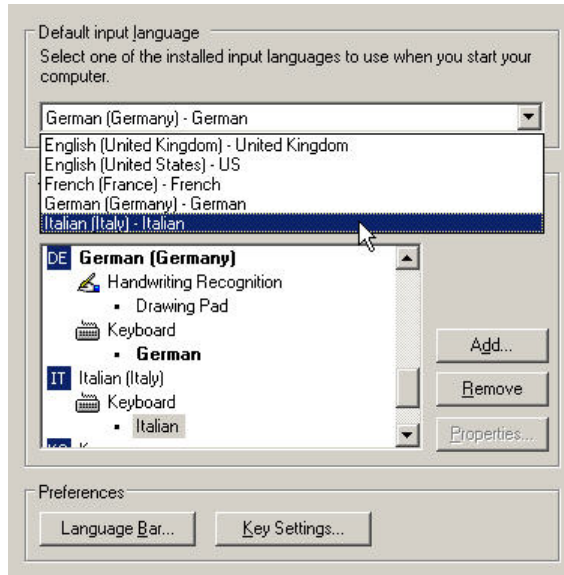 Default input language
Select one of the installed input languages to use when you start your
computer.
German (Germany) - German
English (United Kingdom) - United Kingdom
English (United States) - US
French (France) - French
German (Germany) - German
Italian (Italy) - Italian
DE German (Germany)
Handwriting Recognition
Drawing Pad
Keyboard
German
IT Italian (Italy)
Keyboard
Italian
Add...
Remove
Properties...
Preferences
Language Bar...
Key Settings...